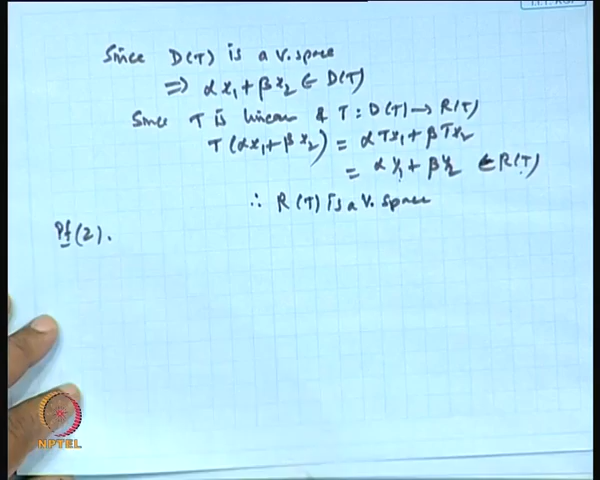 I.I.T. KGP
Since D(T) is a V. space
⇒ αx₁ + βx₂ ∈ D(T)
Since T is linear & T : D(T) → R(T)
T(αx₁ + βx₂) = αTx₁ + βTx₂
= αy₁ + βy₂ ∈ R(T)
∴ R(T) is a V. space
Pf (2).
NPTEL